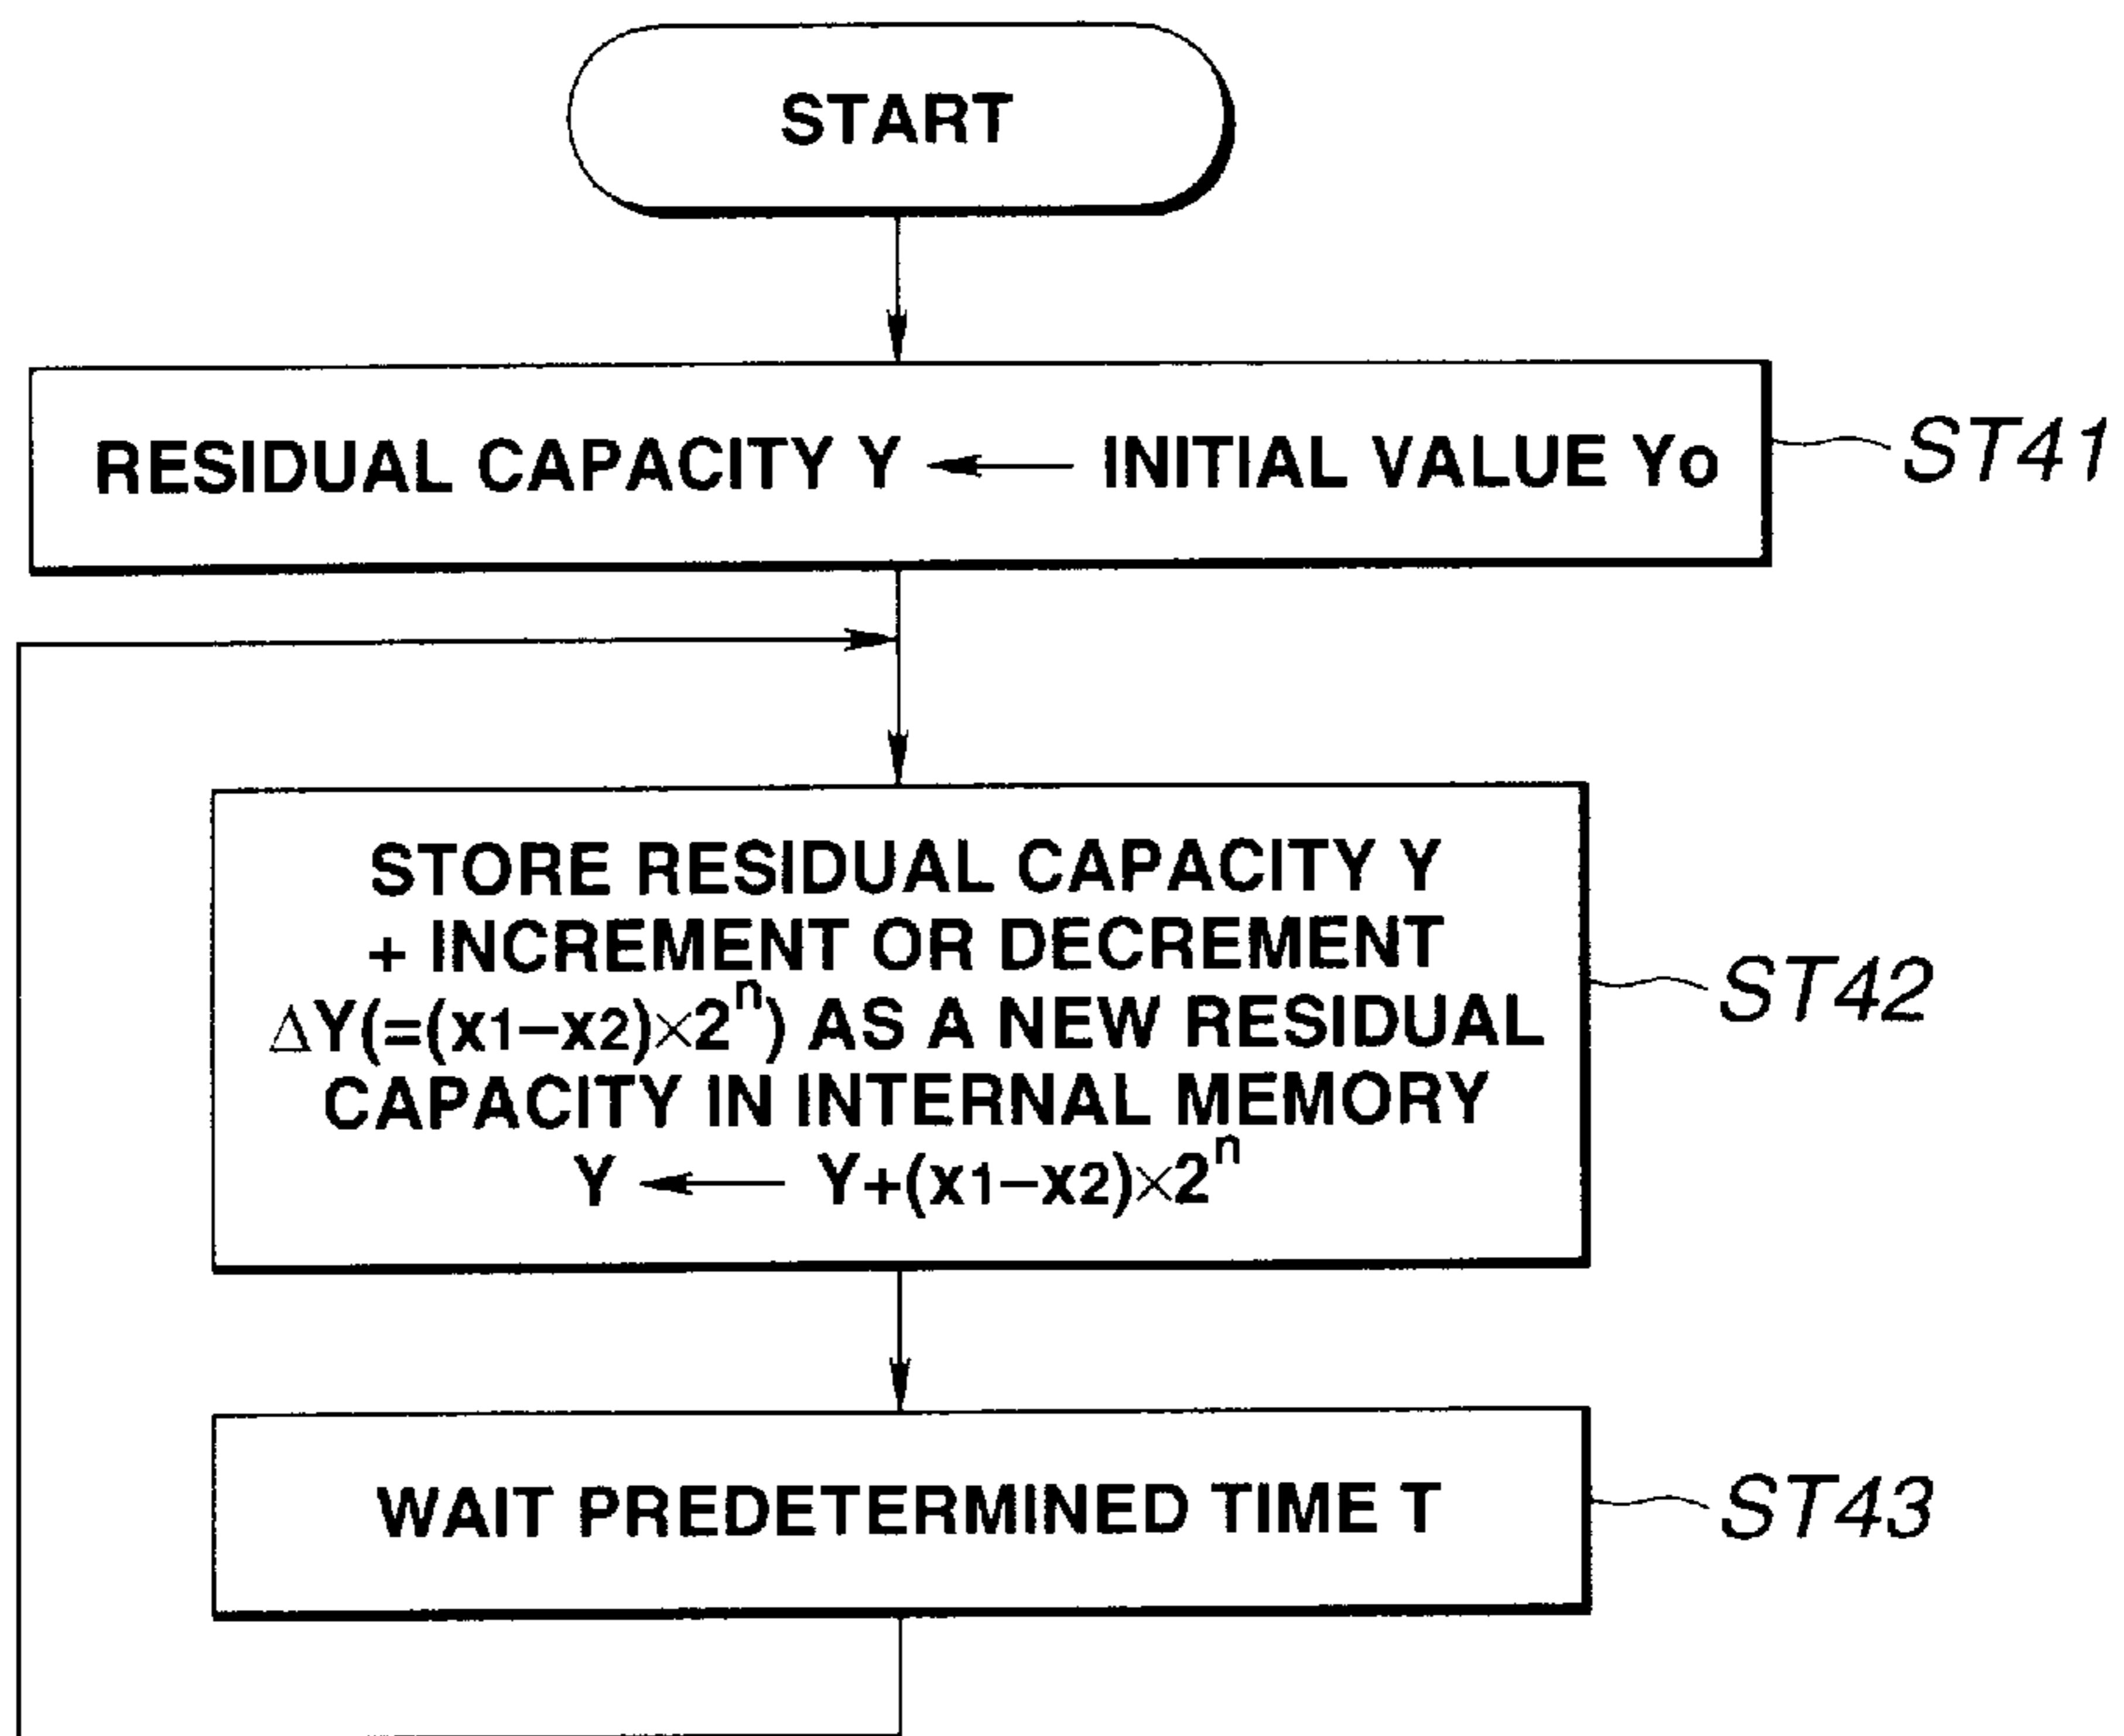 START
RESIDUAL CAPACITY Y ← INITIAL VALUE Yo
ST41
STORE RESIDUAL CAPACITY Y
+ INCREMENT OR DECREMENT
ΔY(=(x1−x2)×2ⁿ) AS A NEW RESIDUAL
CAPACITY IN INTERNAL MEMORY
Y ← Y+(x1−x2)×2ⁿ
ST42
WAIT PREDETERMINED TIME T
ST43